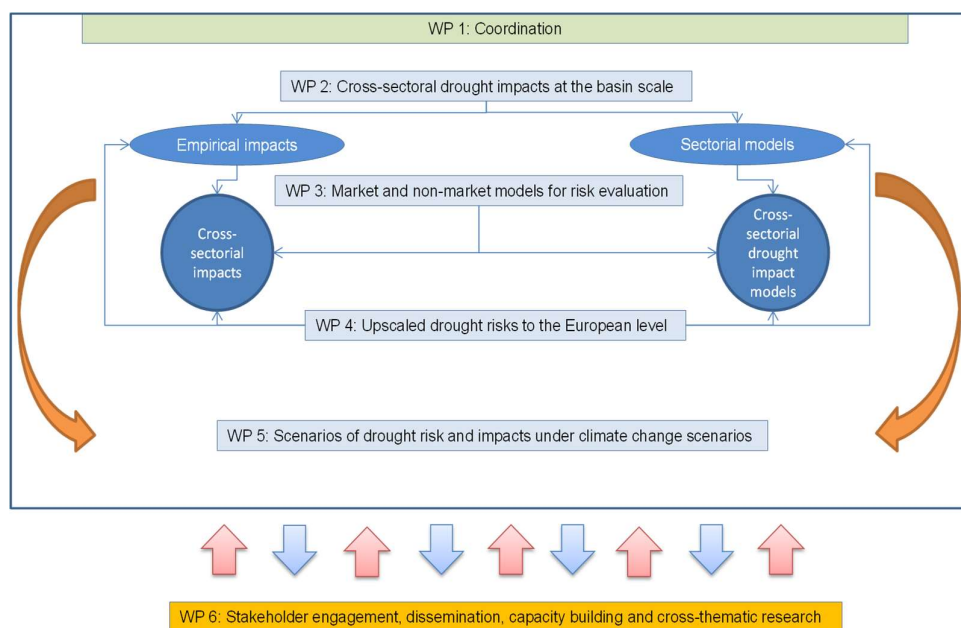 WP 1: Coordination
WP 2: Cross-sectoral drought impacts at the basin scale
Empirical impacts
Sectorial models
WP 3: Market and non-market models for risk evaluation
Cross-
sectorial
impacts
Cross-
sectorial
drought
impact
models
WP 4: Upscaled drought risks to the European level
WP 5: Scenarios of drought risk and impacts under climate change scenarios
WP 6: Stakeholder engagement, dissemination, capacity building and cross-thematic research